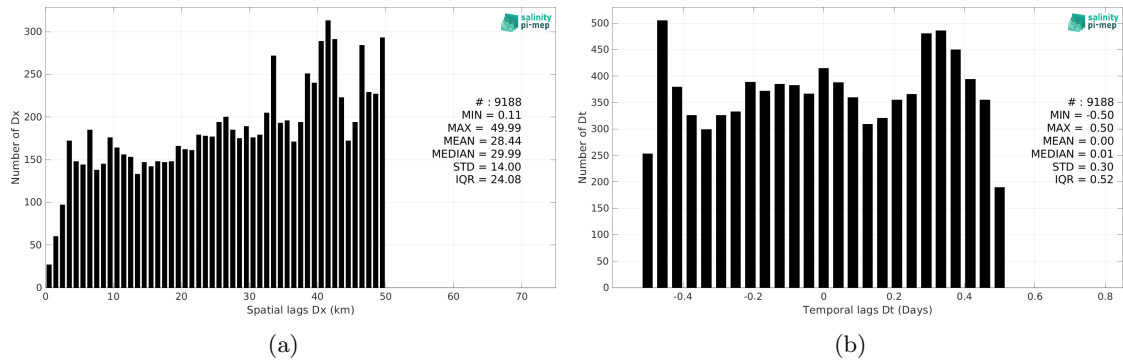 salinity
pi-mep
300
250
200
150
100
50
0
Number of Dx
# : 9188
MIN = 0.11
MAX = 49.99
MEAN = 28.44
MEDIAN = 29.99
STD = 14.00
IQR = 24.08
0 10 20 30 40 50 60 70
Spatial lags Dx (km)
(a)
salinity
pi-mep
500
450
400
350
300
250
200
150
100
50
0
Number of Dt
# : 9188
MIN = -0.50
MAX = 0.50
MEAN = 0.00
MEDIAN = 0.01
STD = 0.30
IQR = 0.52
-0.4 -0.2 0 0.2 0.4 0.6 0.8
Temporal lags Dt (Days)
(b)